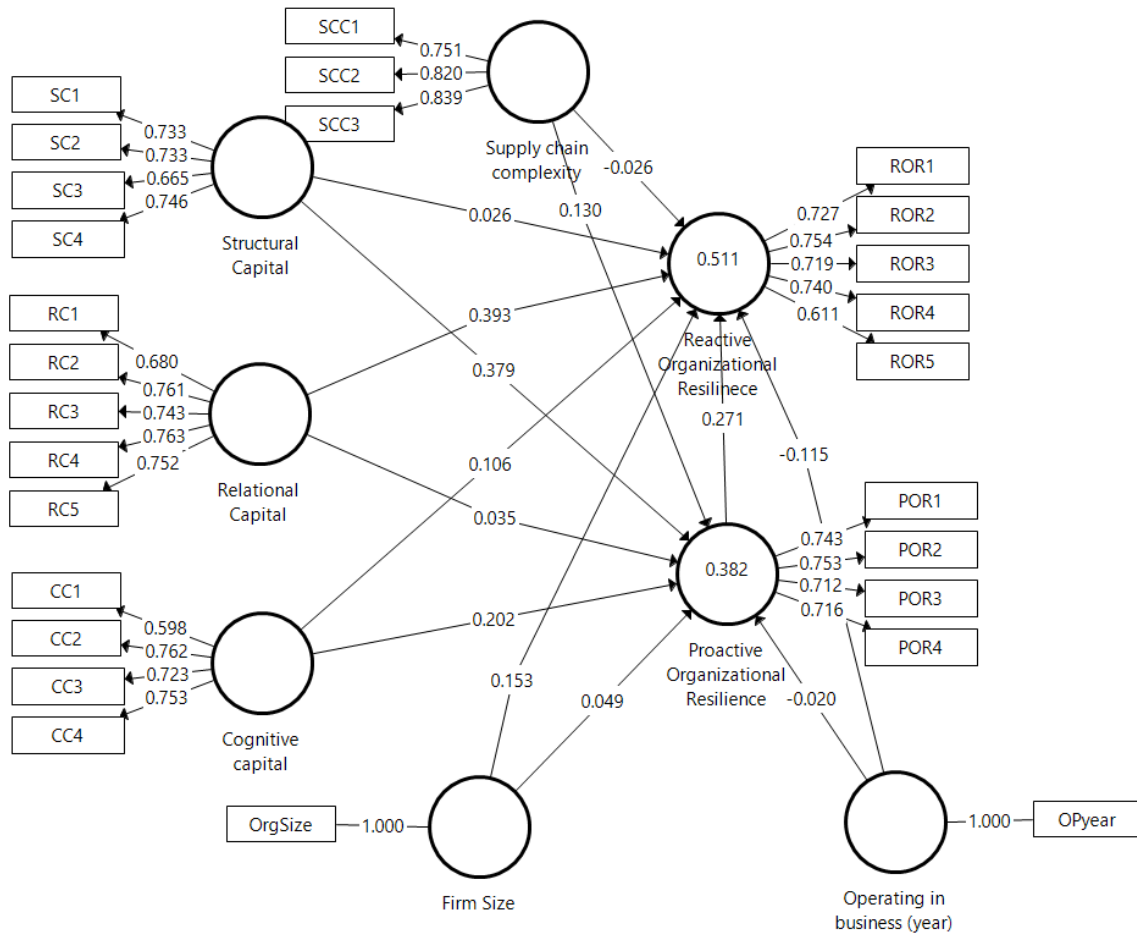 SCC1
0.751
SCC2
0.820
SCC3
0.839
Supply chain
complexity
SC1
0.733
SC2
0.733
SC3
0.665
SC4
0.746
Structural
Capital
-0.026
0.130
0.026
ROR1
0.727
ROR2
0.754
0.511
0.719
ROR3
0.740
ROR4
0.611
ROR5
Reactive
Organizational
Resilinece
RC1
0.680
RC2
0.761
RC3
0.743
RC4
0.763
RC5
0.752
Relational
Capital
0.393
0.379
0.271
0.106
-0.115
0.035
POR1
0.743
POR2
0.753
0.382
0.712
POR3
0.716
POR4
Proactive
Organizational
Resilience
CC1
0.598
CC2
0.762
CC3
0.723
CC4
0.753
Cognitive
capital
0.202
0.153
0.049
-0.020
OrgSize
1.000
Firm Size
1.000
OPyear
Operating in
business (year)